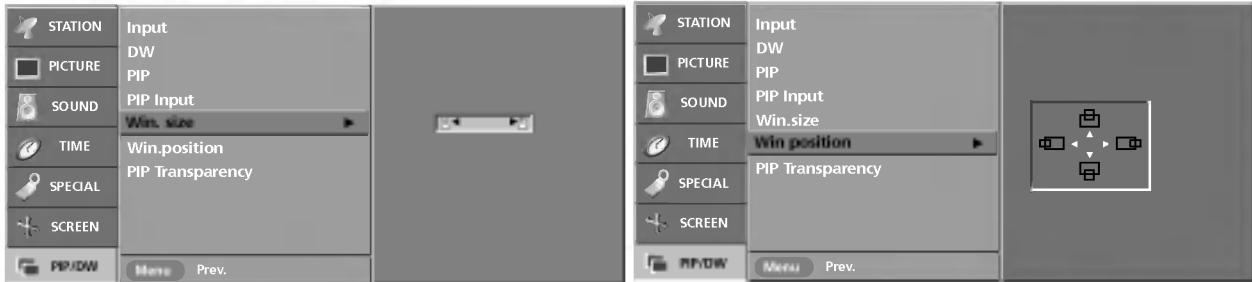 STATION
PICTURE
SOUND
TIME
SPECIAL
SCREEN
PIP/DW
Input
DW
PIP
PIP Input
Win. size
Win.position
PIP Transparency
Menu Prev.
STATION
PICTURE
SOUND
TIME
SPECIAL
SCREEN
PIP/DW
Input
DW
PIP
PIP Input
Win.size
Win position
PIP Transparency
Menu Prev.